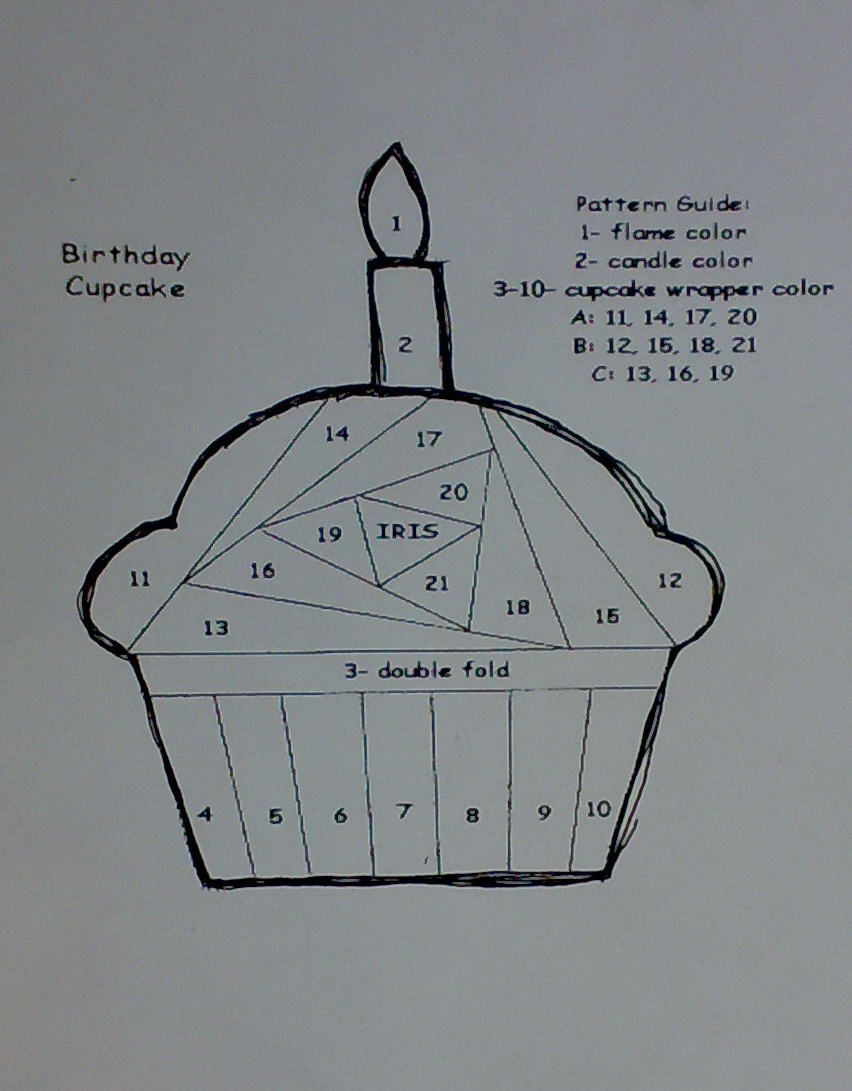 Birthday
Cupcake
Pattern Guide:
1- flame color
2- candle color
3-10- cupcake wrapper color
A: 11, 14, 17, 20
B: 12, 15, 18, 21
C: 13, 16, 19
1
2
14
17
20
19
IRIS
16
11
21
12
18
15
13
3- double fold
4
5
6
7
8
9
10